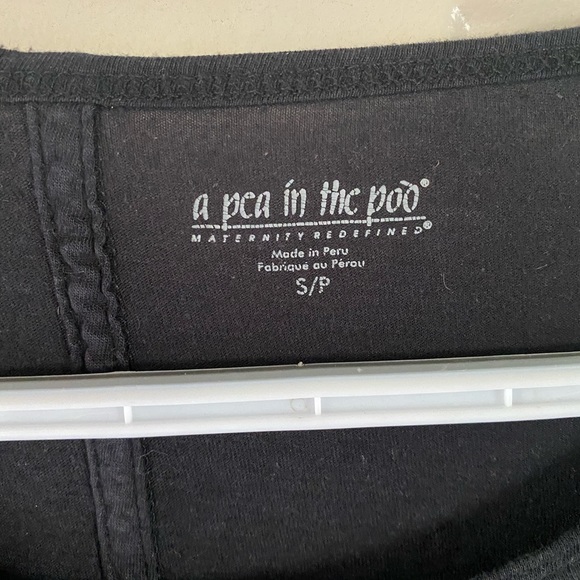 a pea in the pod®
MATERNITY REDEFINED®
Made in Peru
Fabriqué au Pérou
S/P